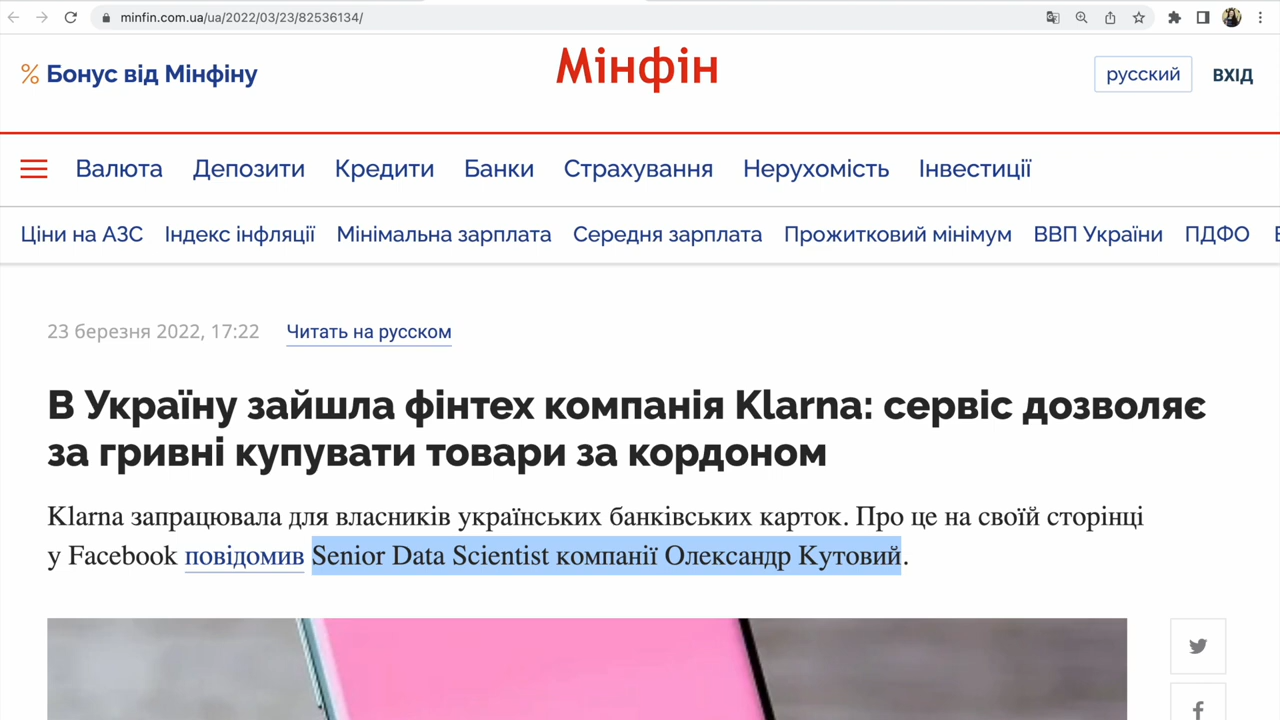 minfin.com.ua/ua/2022/03/23/82536134/
% Бонус від Мінфіну
Мінфін
русский
ВХІД
Валюта Депозити Кредити Банки Страхування Нерухомість Інвестиції
Ціни на АЗС Індекс інфляції Мінімальна зарплата Середня зарплата Прожитковий мінімум ВВП України ПДФО
23 березня 2022, 17:22 Читать на русском
В Україну зайшла фінтех компанія Klarna: сервіс дозволяє
за гривні купувати товари за кордоном
Klarna запрацювала для власників українських банківських карток. Про це на своїй сторінці
у Facebook повідомив Senior Data Scientist компанії Олександр Кутовий.